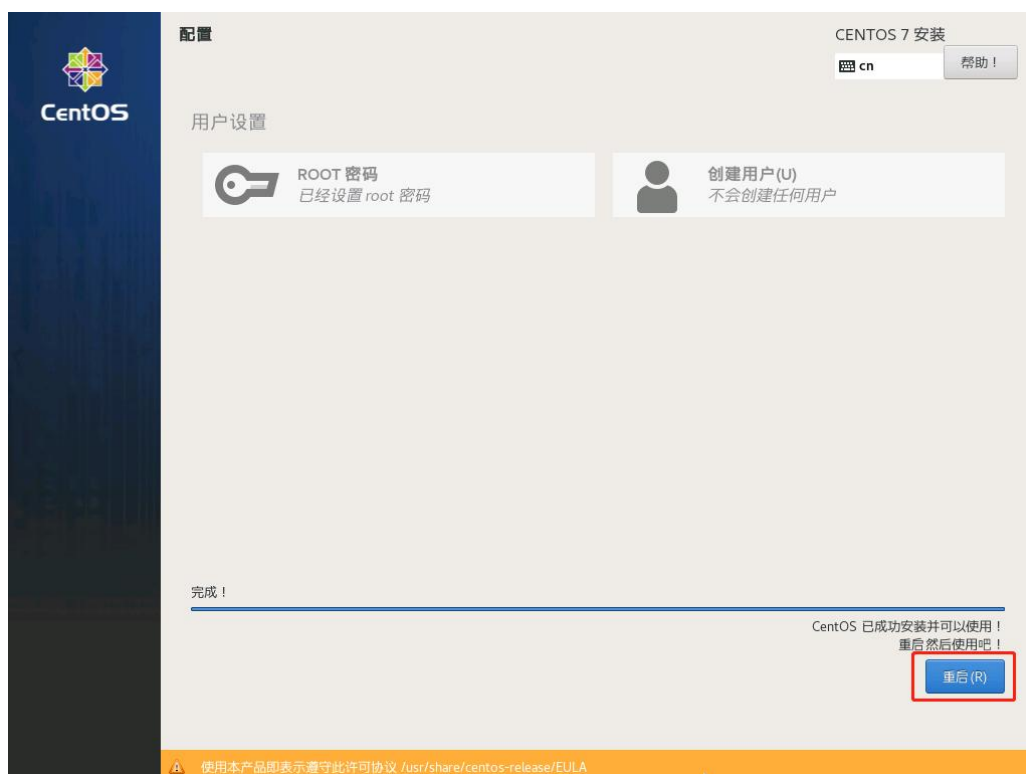 配置
CENTOS 7 安装
cn
帮助！
CentOS
用户设置
ROOT 密码
已经设置 root 密码
创建用户(U)
不会创建任何用户
完成！
CentOS 已成功安装并可以使用！
重启然后使用吧！
重启(R)
使用本产品即表示遵守此许可协议 /usr/share/centos-release/EULA